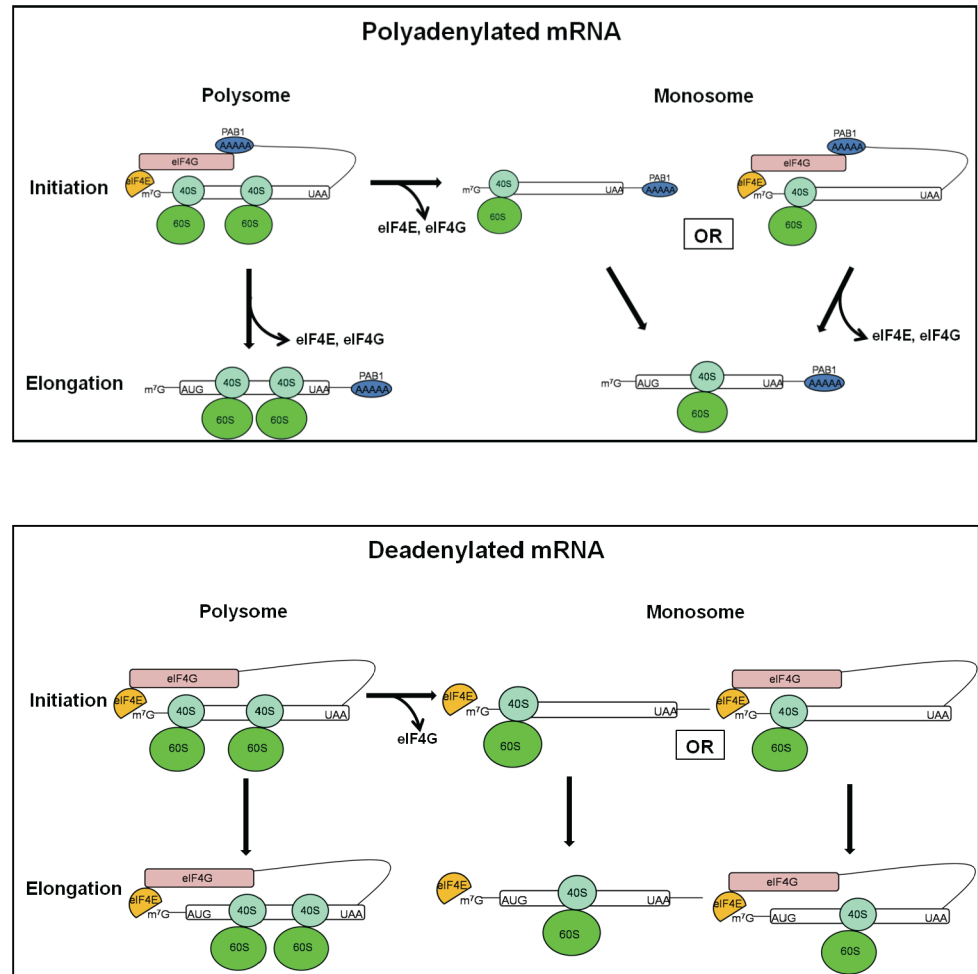 Polyadenylated mRNA
Polysome
Monosome
Initiation
PAB1
AAAAA
eIF4G
eIF4E
m⁷G
40S
40S
UAA
60S
60S
eIF4E, eIF4G
m⁷G
40S
UAA
PAB1
AAAAA
60S
OR
PAB1
AAAAA
eIF4G
eIF4E
m⁷G
40S
UAA
60S
eIF4E, eIF4G
eIF4E, eIF4G
Elongation
m⁷G
AUG
40S
40S
UAA
PAB1
AAAAA
60S
60S
m⁷G
AUG
40S
UAA
PAB1
AAAAA
60S
Deadenylated mRNA
Polysome
Monosome
Initiation
eIF4G
eIF4E
m⁷G
40S
40S
UAA
60S
60S
eIF4G
eIF4E
m⁷G
40S
UAA
60S
OR
eIF4G
eIF4E
m⁷G
40S
UAA
60S
Elongation
eIF4G
eIF4E
m⁷G
AUG
40S
40S
UAA
60S
60S
eIF4E
m⁷G
AUG
40S
UAA
60S
eIF4G
eIF4E
m⁷G
AUG
40S
UAA
60S